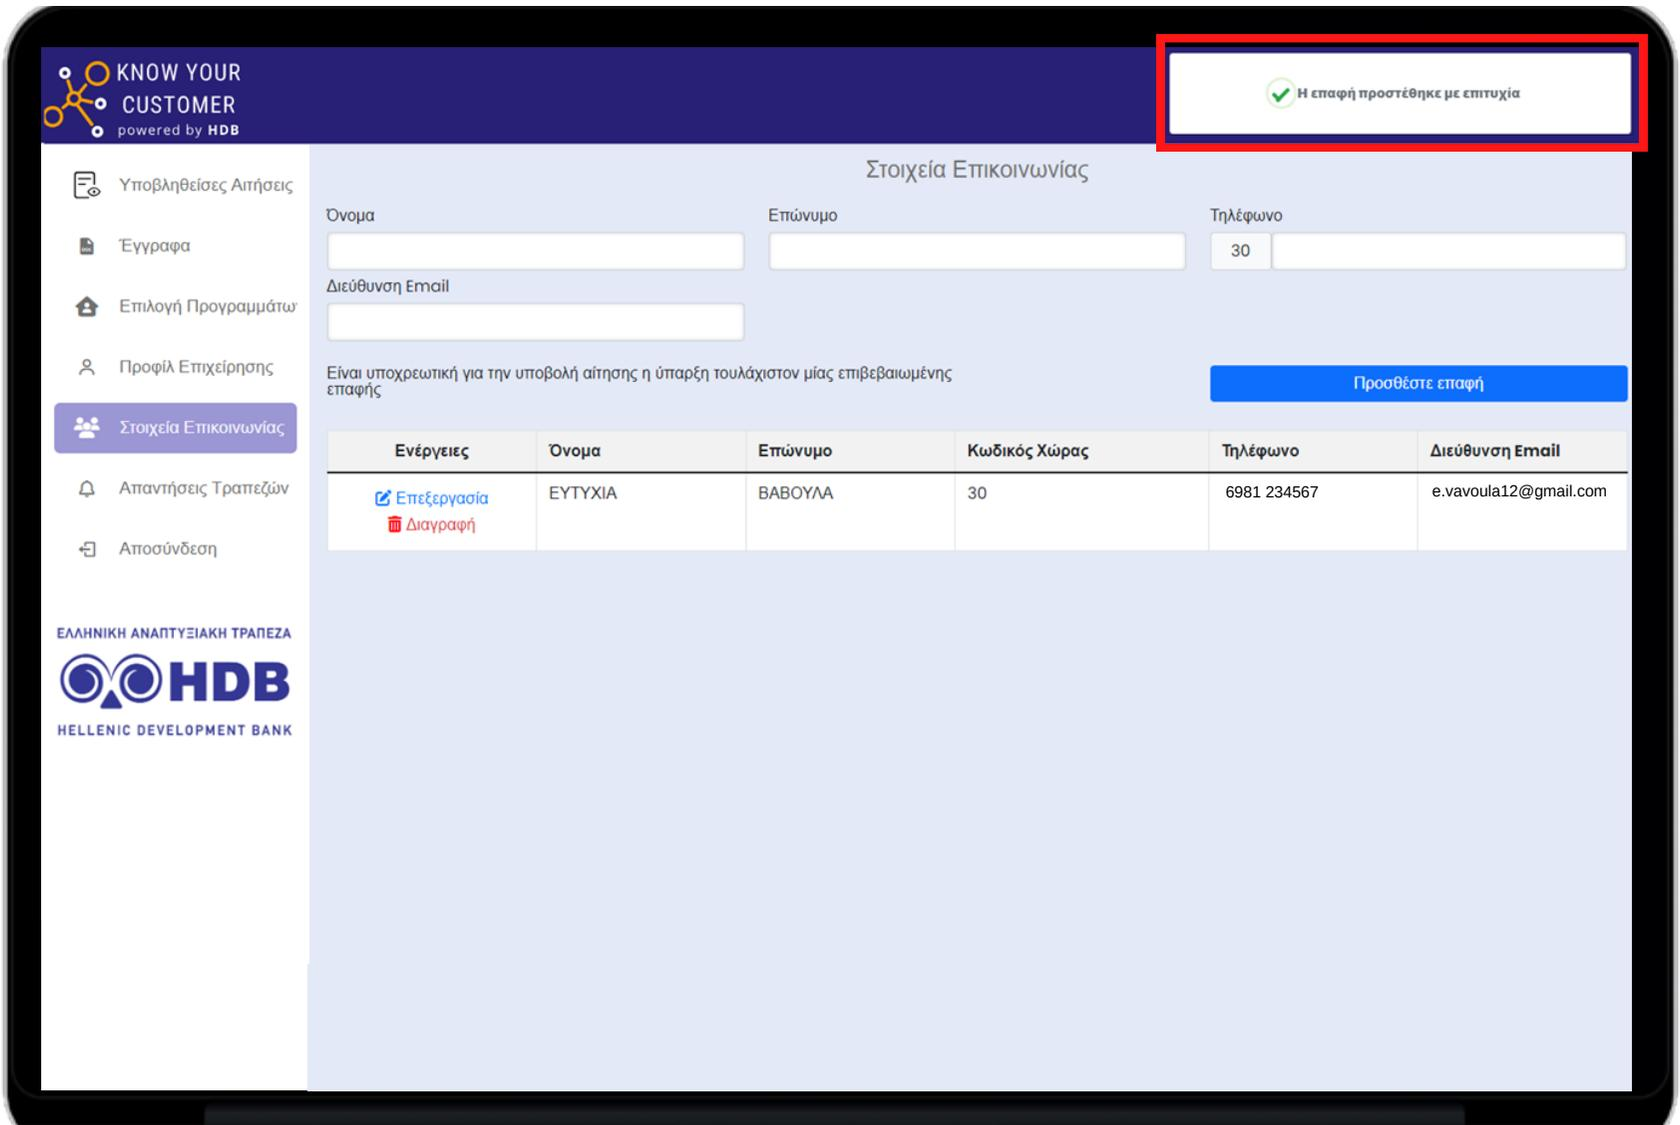 KNOW YOUR
CUSTOMER
powered by HDB
Η επαφή προστέθηκε με επιτυχία
Υποβληθείσες Αιτήσεις
Έγγραφα
Επιλογή Προγραμμάτω
Προφίλ Επιχείρησης
Στοιχεία Επικοινωνίας
Απαντήσεις Τραπεζών
Αποσύνδεση
ΕΛΛΗΝΙΚΗ ΑΝΑΠΤΥΞΙΑΚΗ ΤΡΑΠΕΖΑ
HDB
HELLENIC DEVELOPMENT BANK
Στοιχεία Επικοινωνίας
Όνομα Επώνυμο Τηλέφωνο
30
Διεύθυνση Email
Είναι υποχρεωτική για την υποβολή αίτησης η ύπαρξη τουλάχιστον μίας επιβεβαιωμένης
επαφής
Προσθέστε επαφή
Ενέργειες Όνομα Επώνυμο Κωδικός Χώρας Τηλέφωνο Διεύθυνση Email
Επεξεργασία ΕΥΤΥΧΙΑ ΒΑΒΟΥΛΑ 30 6981 234567 e.vavoula12@gmail.com
Διαγραφή